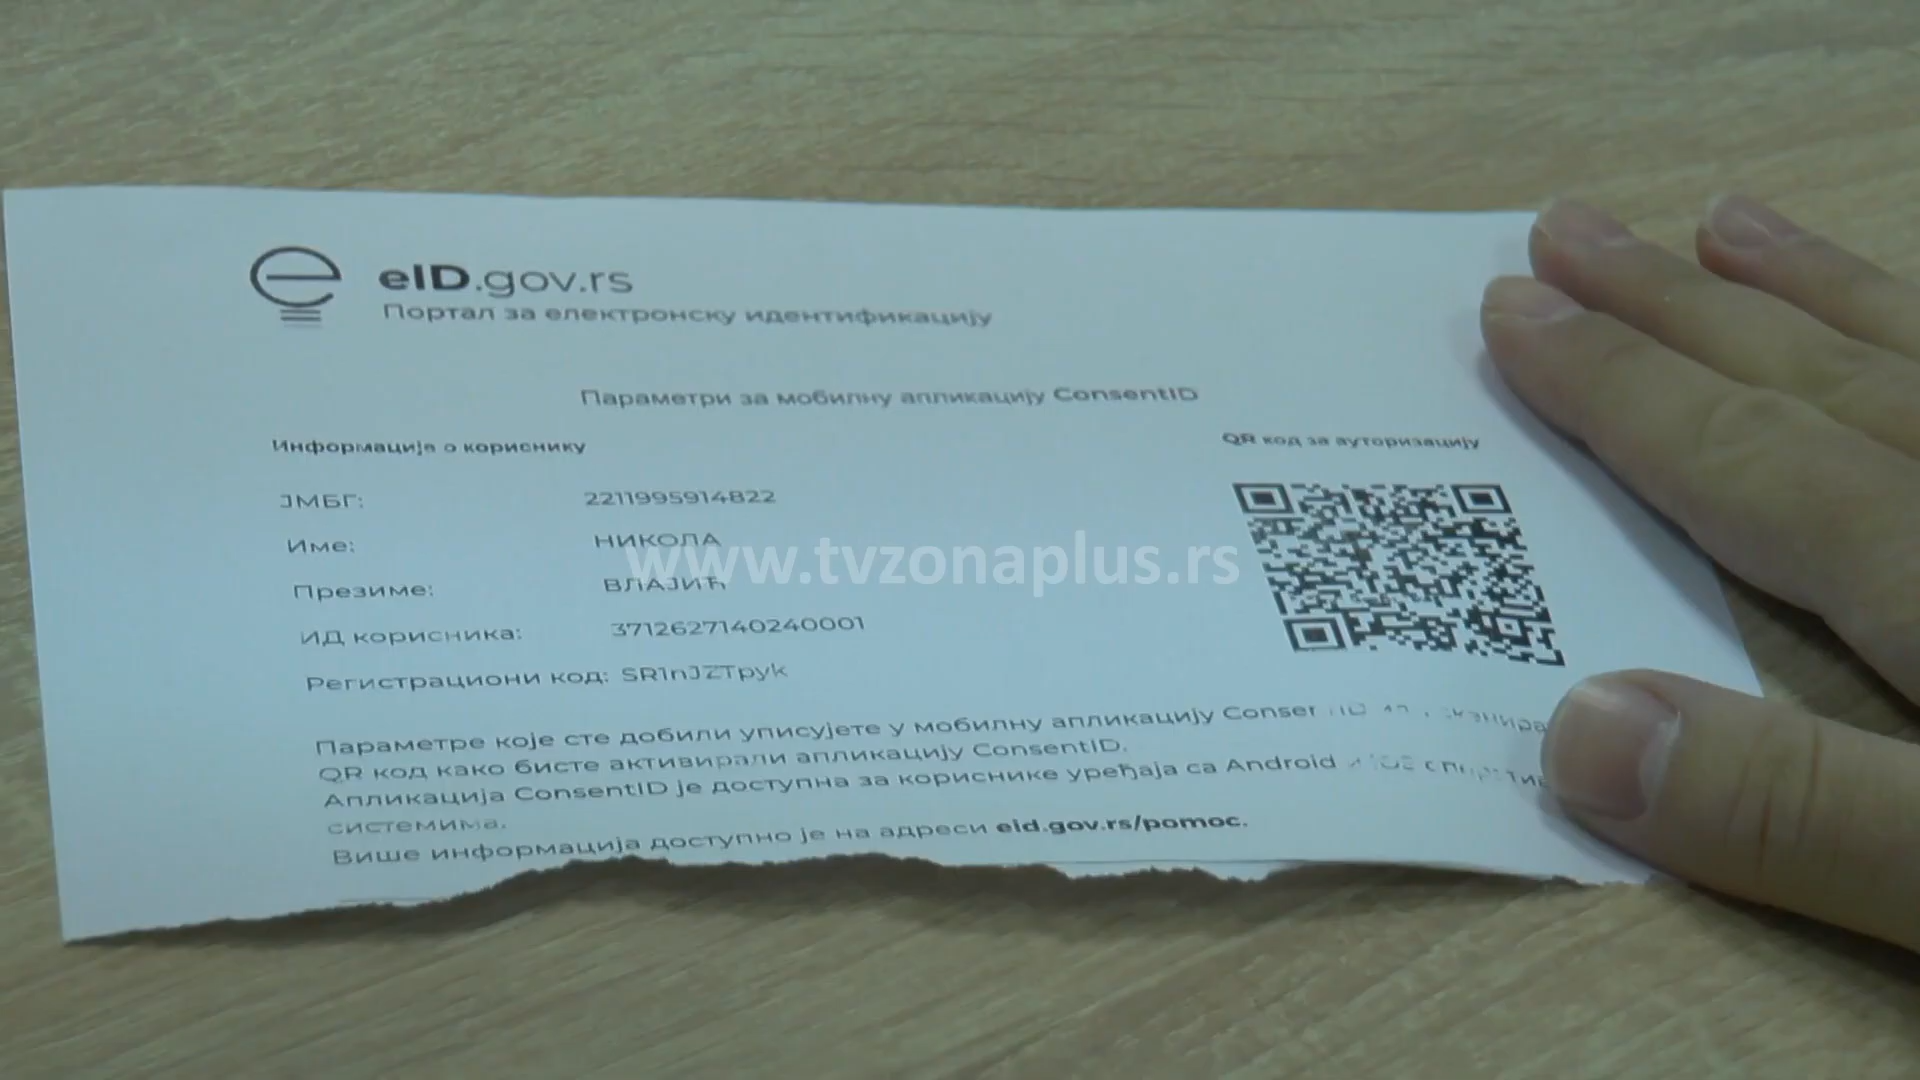 eID.gov.rs
Портал за електронску идентификацију
Параметри за мобилну апликацију ConsentID
Информације о кориснику
QR код за ауторизацију
ЈМБГ: 2211995914822
Име: НИКОЛА
www.tvzonaplus.rs
Презиме: ВЛАЈИЋ
ИД корисника: 3712627140240001
Регистрациони код: SR1nJZTpyk
Параметре које сте добили уписујете у мобилну апликацију
QR код како бисте активирали апликацију ConsentID.
Апликација ConsentID је доступна за кориснике уређаја са Android
системима.
Више информација доступно је на адреси eid.gov.rs/pomoc.